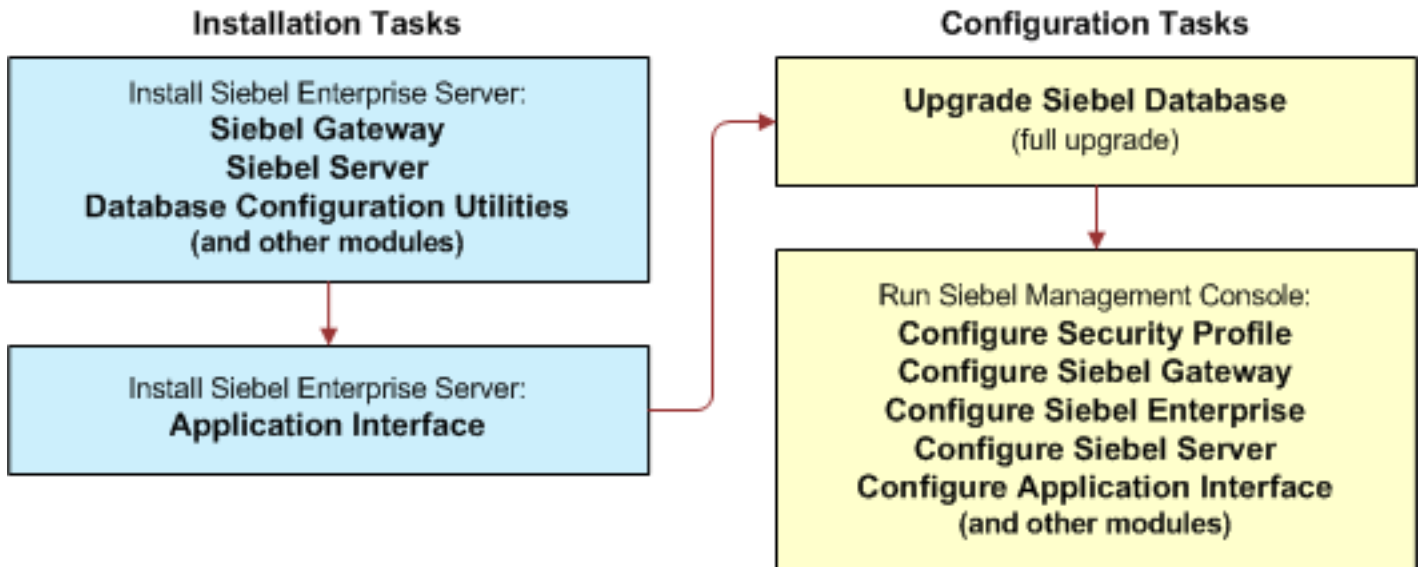 Installation Tasks
Install Siebel Enterprise Server:
Siebel Gateway
Siebel Server
Database Configuration Utilities
(and other modules)
Install Siebel Enterprise Server:
Application Interface
Configuration Tasks
Upgrade Siebel Database
(full upgrade)
Run Siebel Management Console:
Configure Security Profile
Configure Siebel Gateway
Configure Siebel Enterprise
Configure Siebel Server
Configure Application Interface
(and other modules)